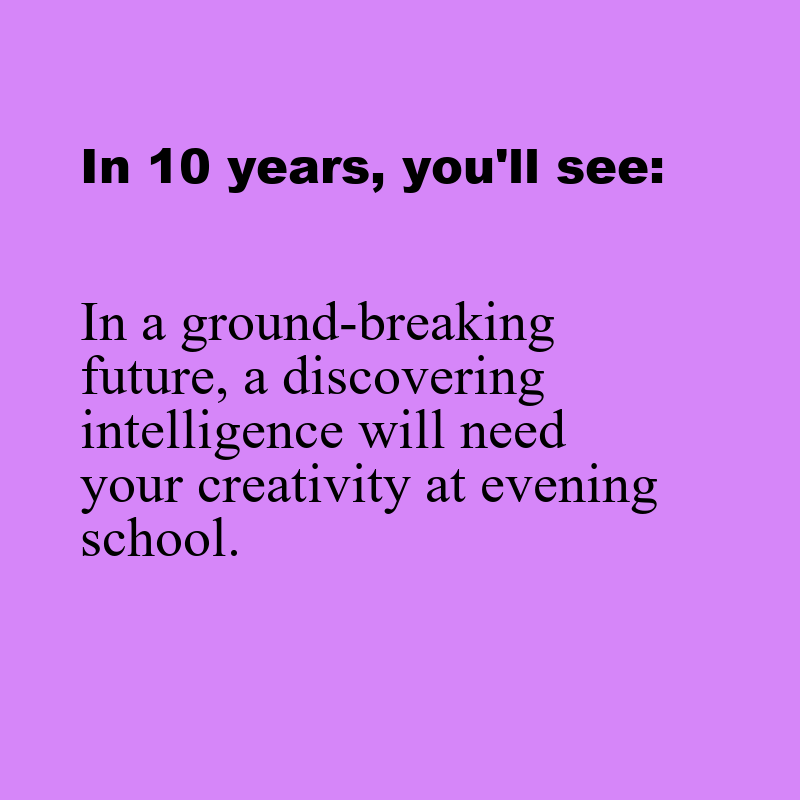 In 10 years, you'll see:
In a ground-breaking
future, a discovering
intelligence will need
your creativity at evening
school.